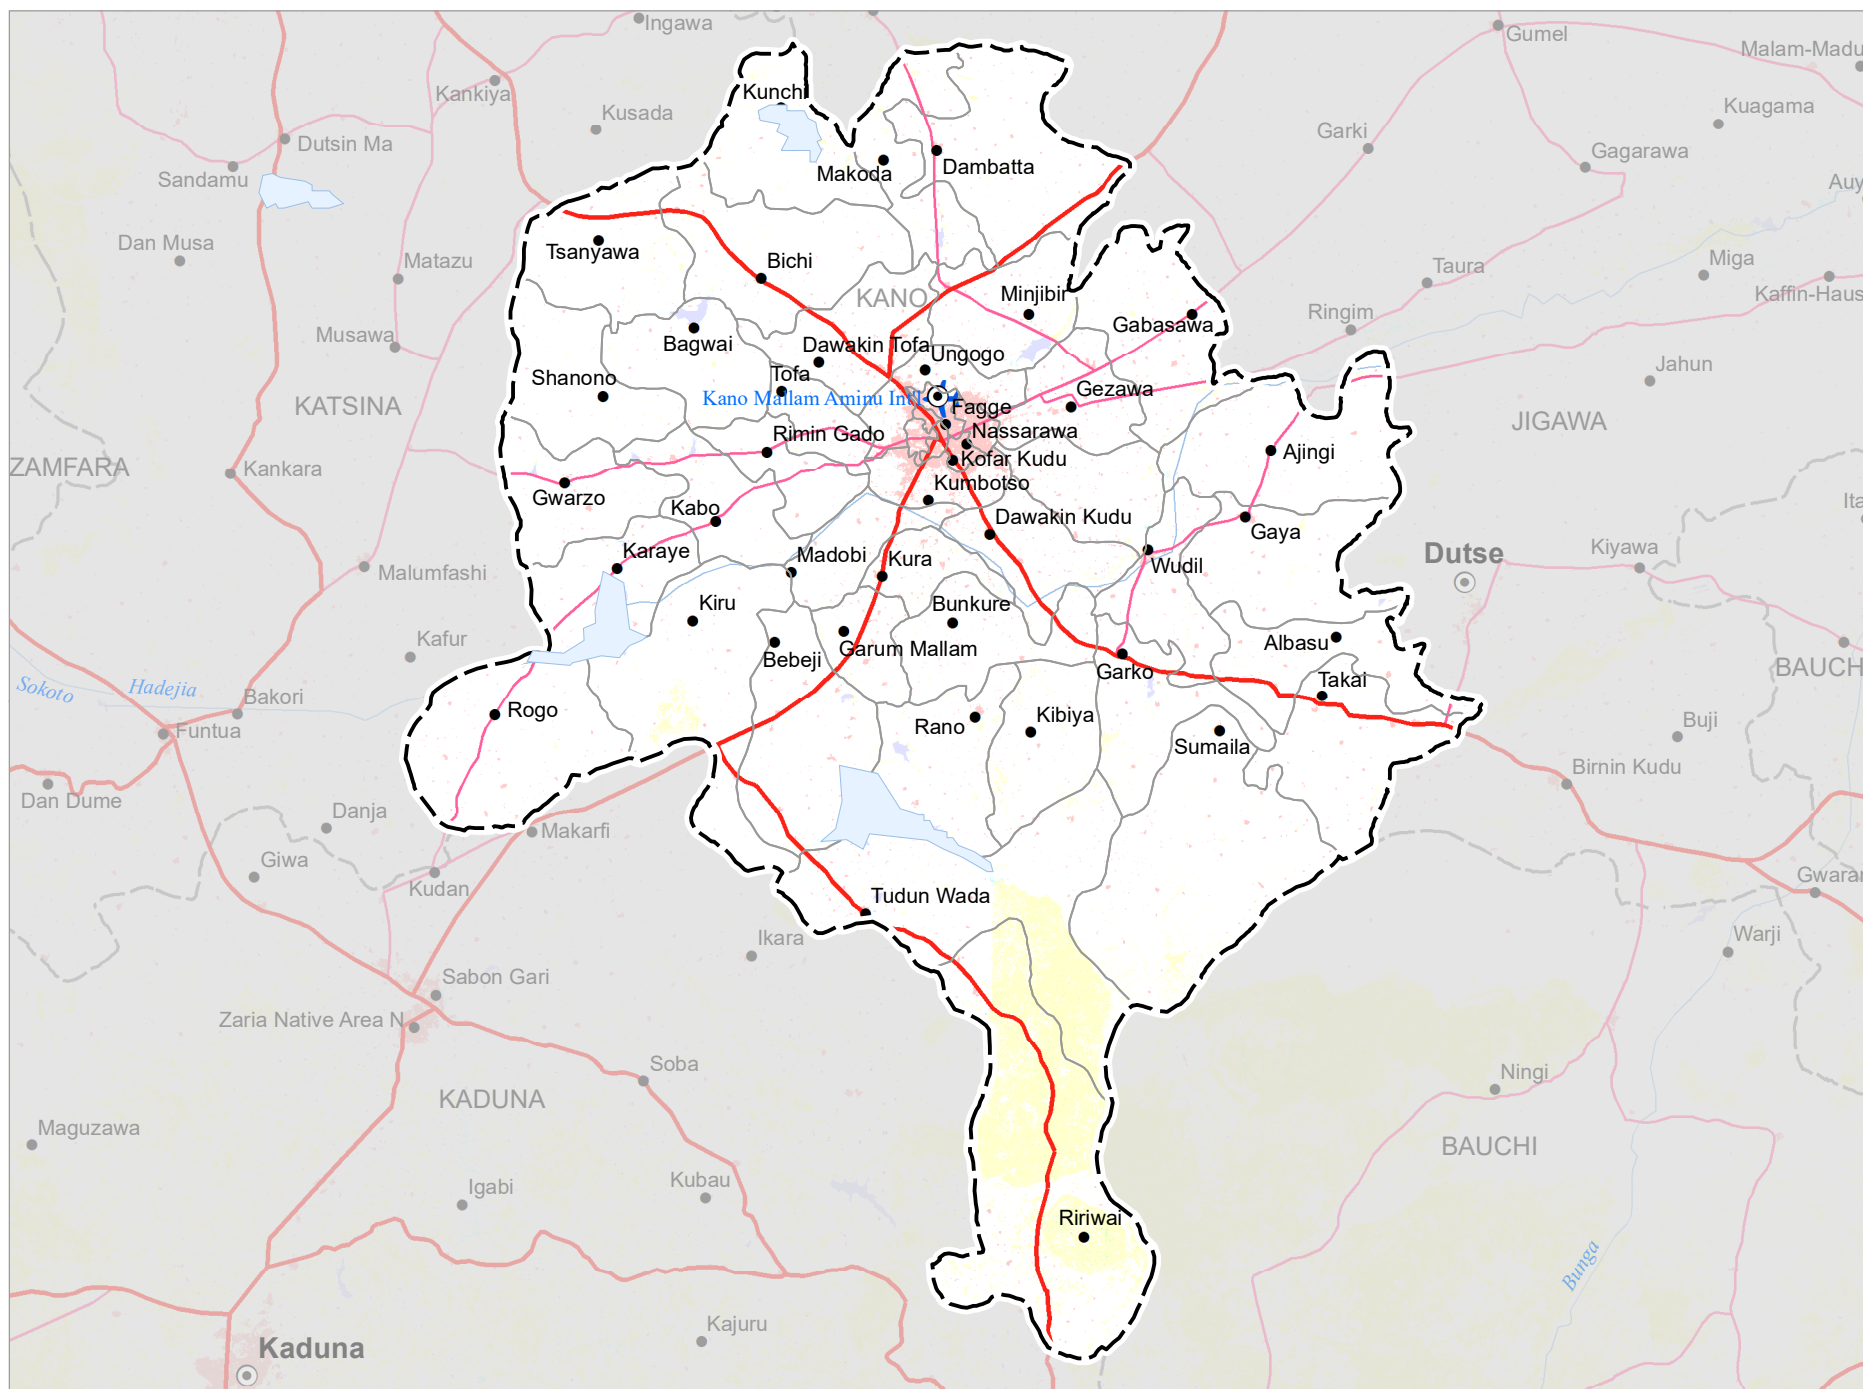 Ingawa
Gumel
Malam-Madu
Kankiya
Kunchi
Kusada
Kuagama
Garki
Dutsin Ma
Gagarawa
Sandamu
Makoda
Dambatta
Auy
Dan Musa
Tsanyawa
Matazu
Bichi
Taura
Miga
KANO
Minjibir
Kaffin-Haus
Musawa
Bagwai
Dawakin Tofa
Ungogo
Gabasawa
Ringim
Shanono
Tofa
Jahun
Kano Mallam Aminu Int'l
Gezawa
KATSINA
Fagge
JIGAWA
Rimin Gado
Nassarawa
ZAMFARA
Kankara
Kofar Kudu
Ajingi
Gwarzo
Kumbotso
Kabo
Dawakin Kudu
Gaya
Ita
Karaye
Madobi
Kura
Wudil
Dutse
Kiyawa
Malumfashi
Kiru
Bunkure
Kafur
Bebeji
Garum Mallam
Albasu
Garko
BAUCH
Sokoto
Hadejia
Bakori
Takai
Rogo
Rano
Kibiya
Sumaila
Buji
Funtua
Birnin Kudu
Dan Dume
Danja
Makarfi
Giwa
Kudan
Gwarar
Tudun Wada
Ikara
Warji
Sabon Gari
Zaria Native Area N
Soba
Ningi
KADUNA
Maguzawa
BAUCHI
Igabi
Kubau
Ririwai
Bunga
Kajuru
Kaduna